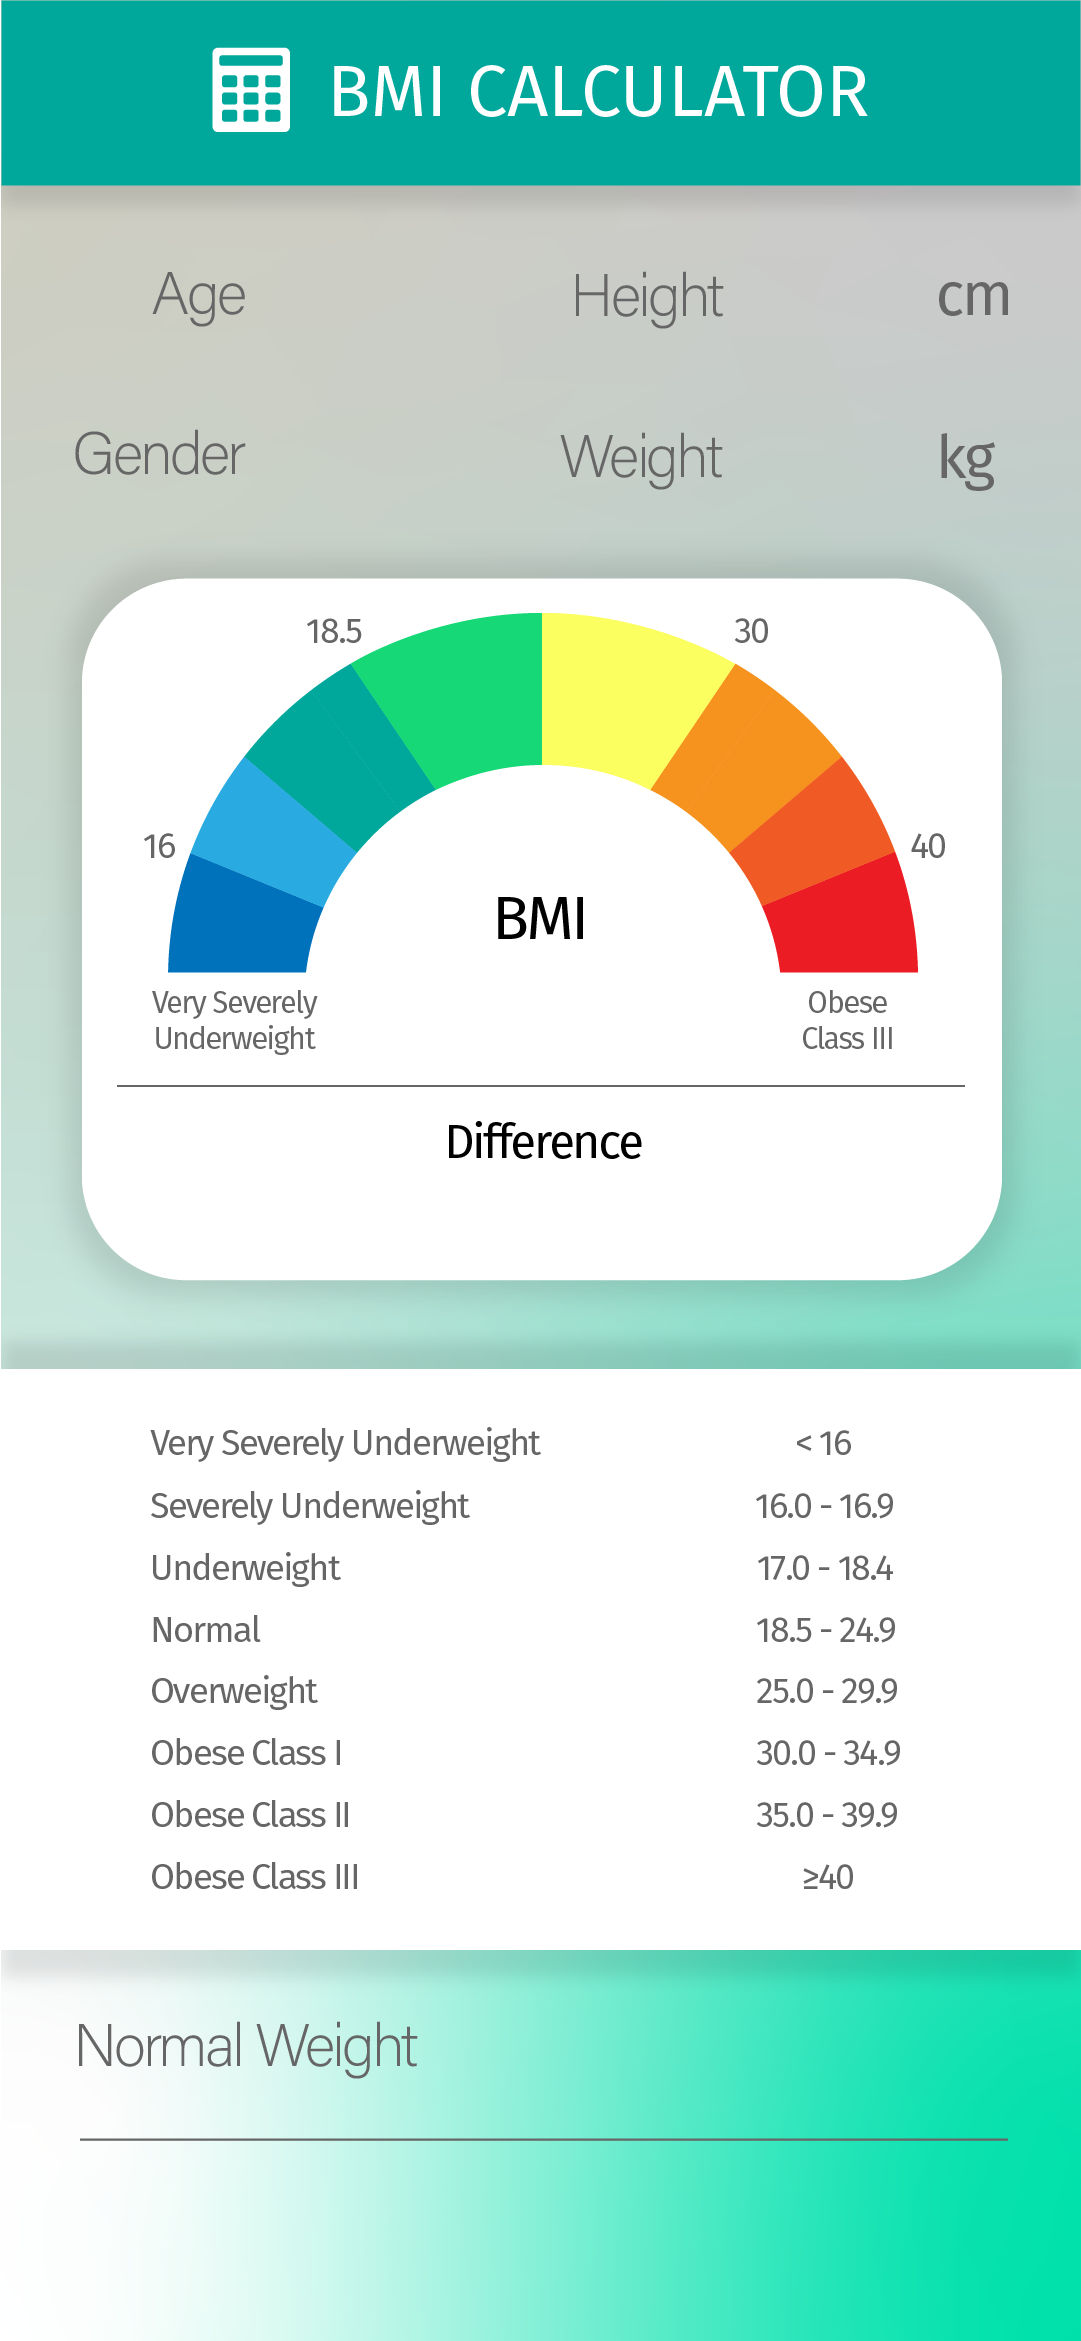 BMI CALCULATOR
Age
Height cm
Gender
Weight kg
18.5
30
16
40
BMI
Very Severely
Underweight
Obese
Class III
Difference
Very Severely Underweight < 16
Severely Underweight 16.0 - 16.9
Underweight 17.0 - 18.4
Normal 18.5 - 24.9
Overweight 25.0 - 29.9
Obese Class I 30.0 - 34.9
Obese Class II 35.0 - 39.9
Obese Class III ≥40
Normal Weight